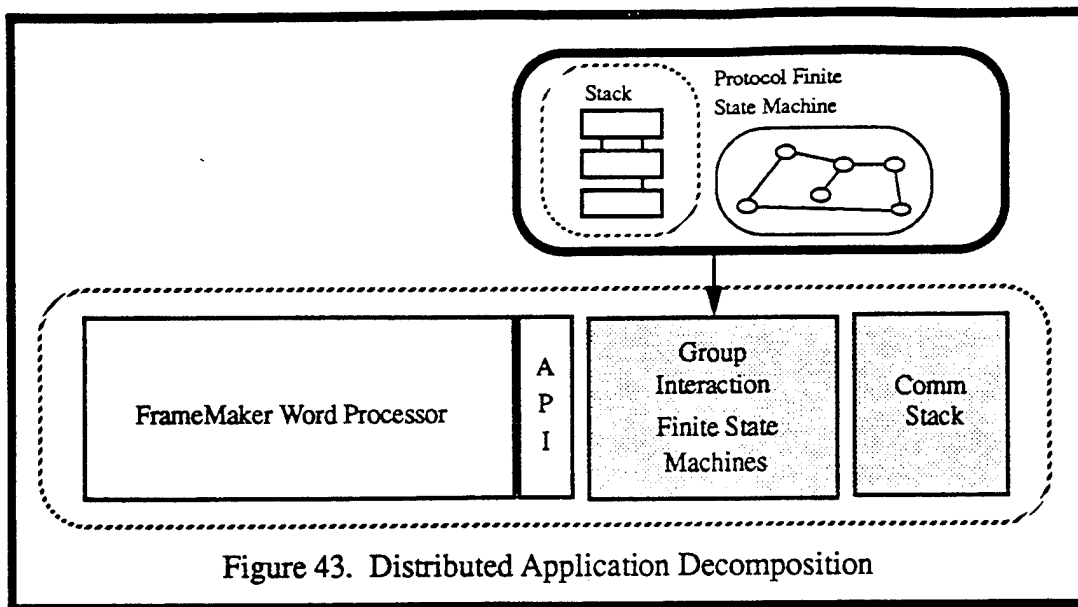 Stack
Protocol Finite
State Machine
FrameMaker Word Processor
A
P
I
Group
Interaction
Finite State
Machines
Comm
Stack
Figure 43. Distributed Application Decomposition